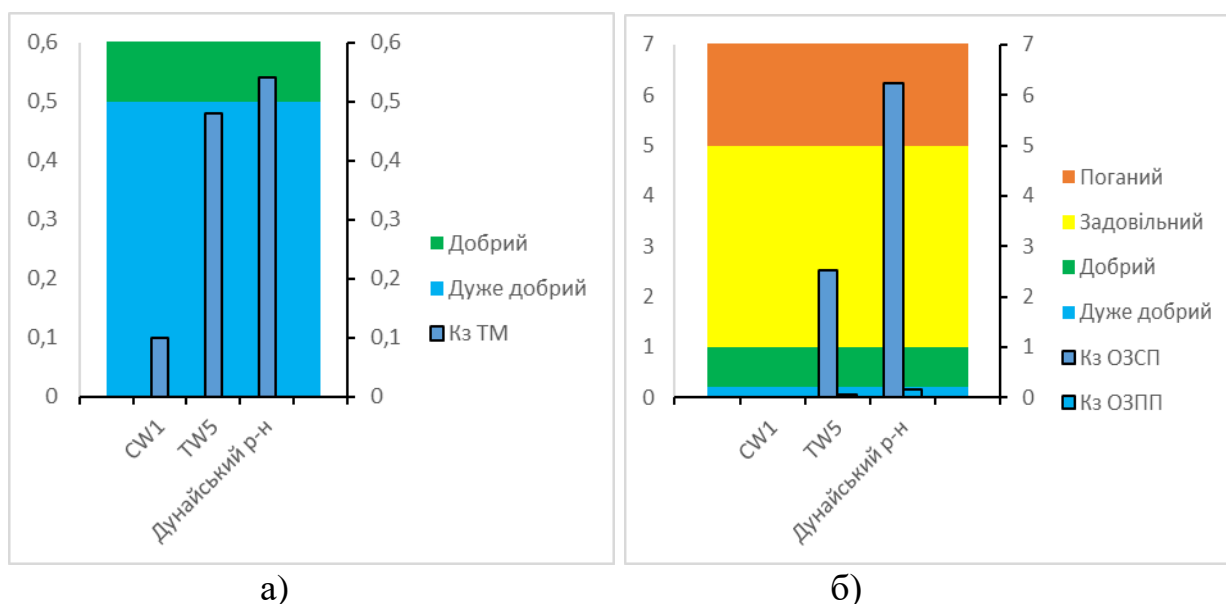 0,6
0,5
0,4
0,3
0,2
0,1
0
0,6
0,5
0,4
0,3
0,2
0,1
0
CW1
TW5
Дунайський р-н
Добрий
Дуже добрий
Кз ТМ
а)
7
6
5
4
3
2
1
0
7
6
5
4
3
2
1
0
CW1
TW5
Дунайський р-н
Поганий
Задовільний
Добрий
Дуже добрий
Кз ОЗСП
Кз ОЗПП
б)